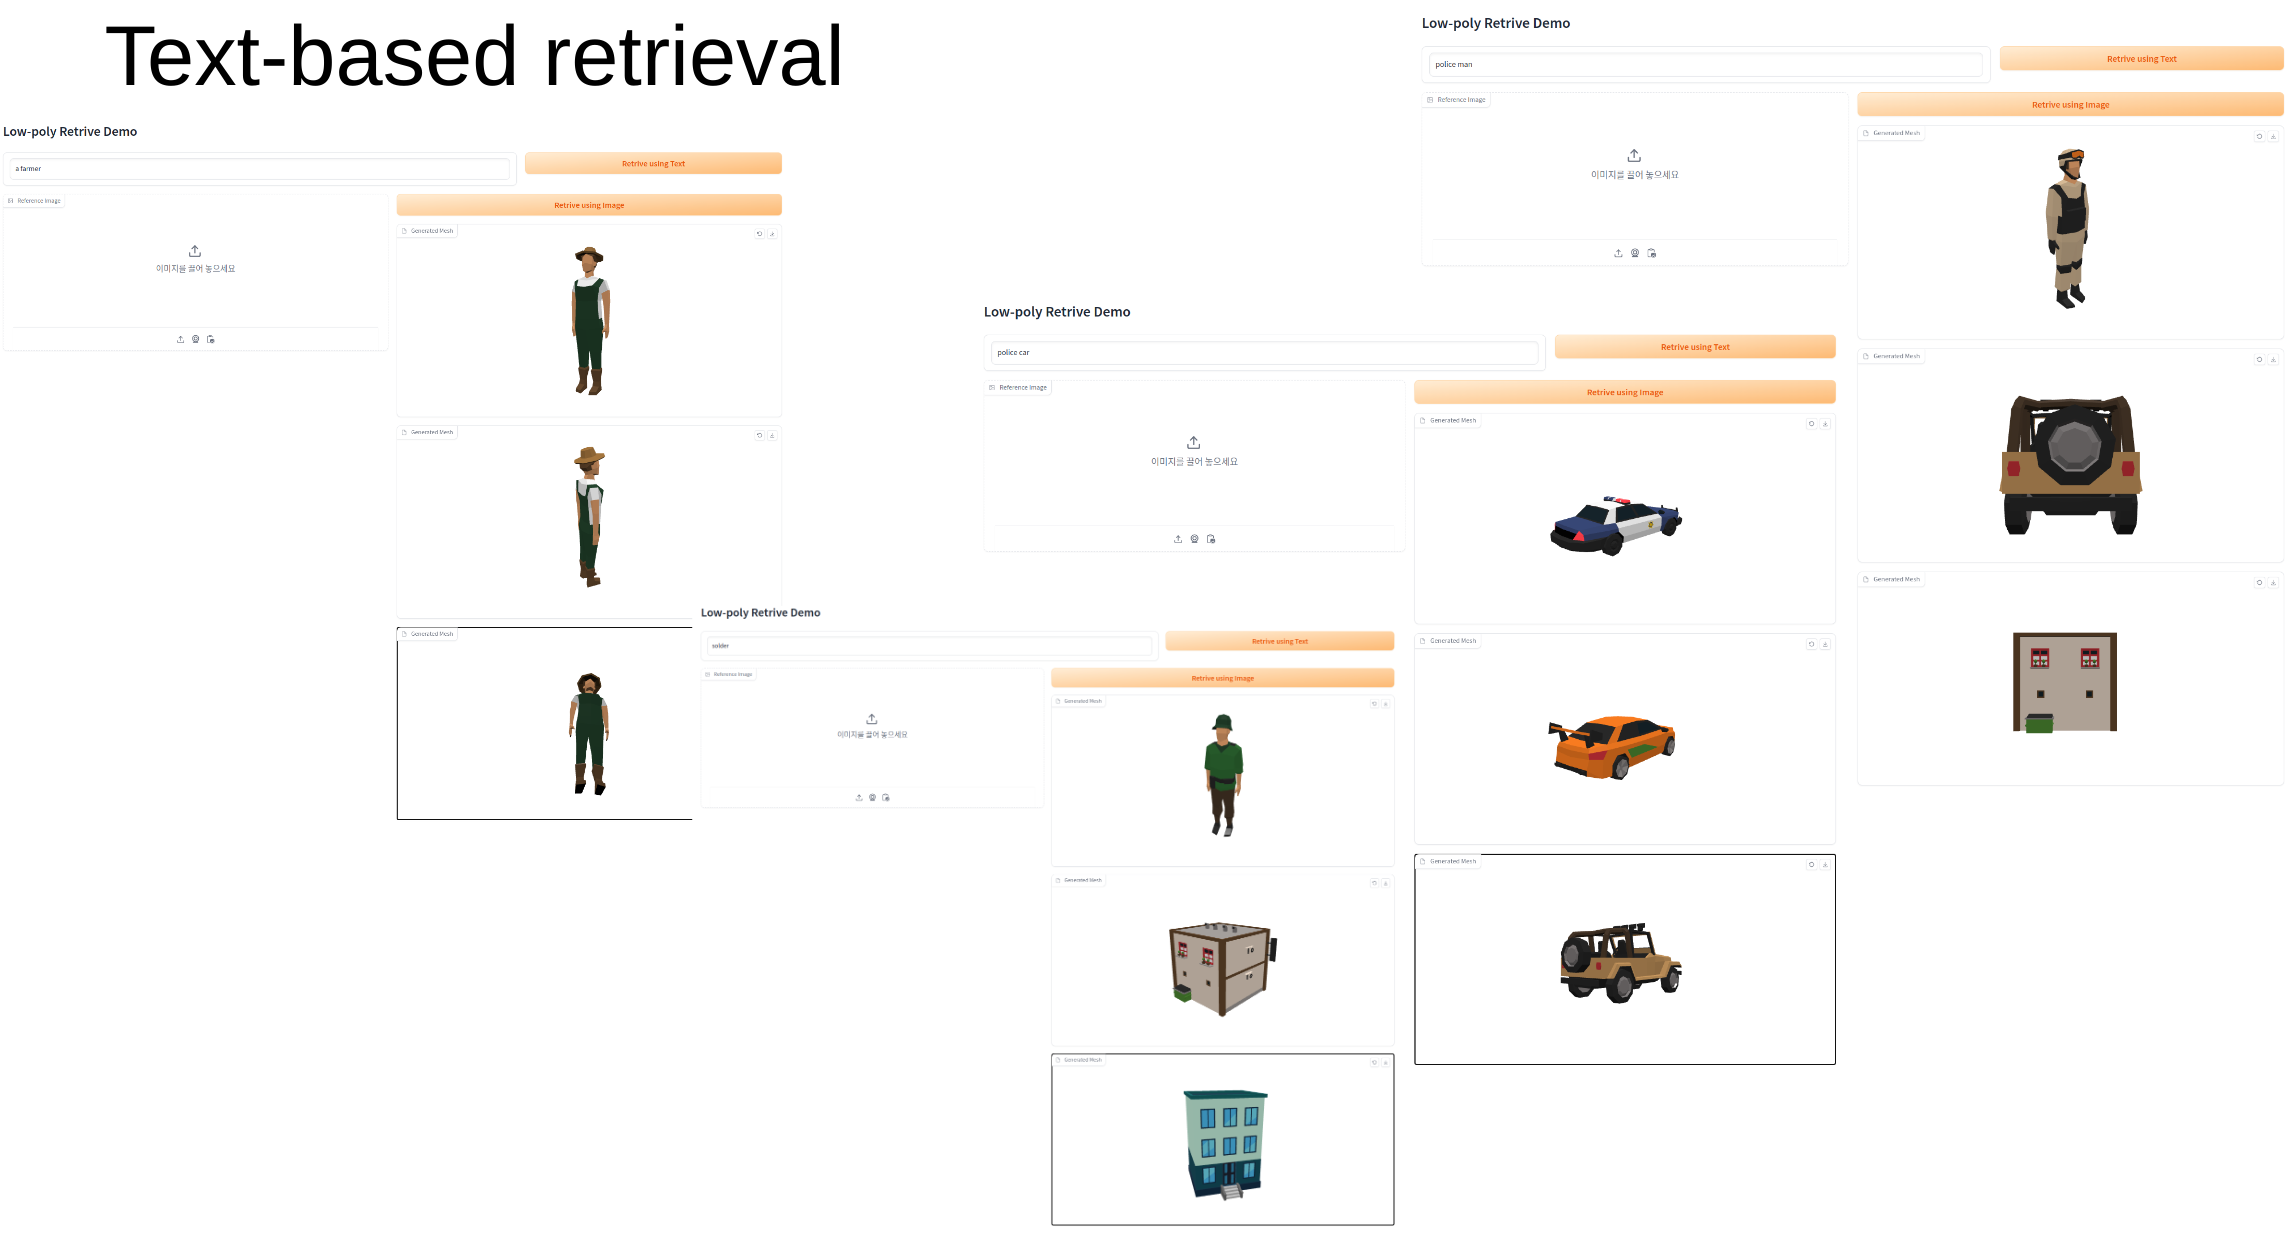 Text-based retrieval
Low-poly Retrive Demo
a farmer
Retrive using Text
Reference Image
Retrive using Image
이미지를 끌어 놓으세요
Generated Mesh
Generated Mesh
Generated Mesh
Low-poly Retrive Demo
solder
Retrive using Text
Reference Image
Retrive using Image
이미지를 끌어 놓으세요
Generated Mesh
Generated Mesh
Generated Mesh
Low-poly Retrive Demo
police car
Retrive using Text
Reference Image
Retrive using Image
이미지를 끌어 놓으세요
Generated Mesh
Generated Mesh
Generated Mesh
Low-poly Retrive Demo
police man
Retrive using Text
Reference Image
Retrive using Image
이미지를 끌어 놓으세요
Generated Mesh
Generated Mesh
Generated Mesh